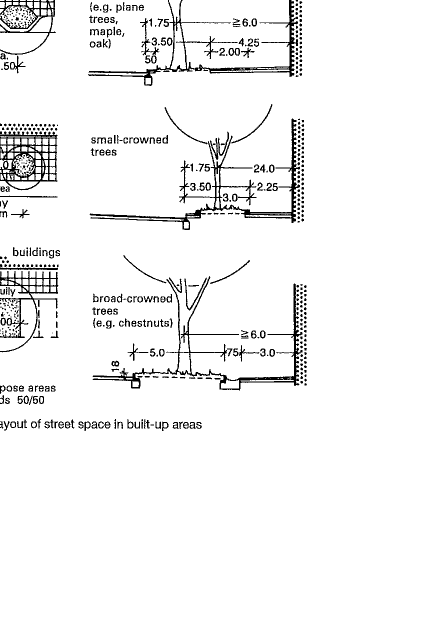 (e.g. plane
trees,
maple,
oak)
1.75
≧6.0
3.50
4.25
2.00
50
a.
.50
small-crowned
trees
1.75
24.0
3.50
2.25
3.0
.0
rea
ay
m
buildings
ully
broad-crowned
trees
(e.g. chestnuts)
≧6.0
00
5.0
75
3.0
18
pose areas
ds 50/50
ayout of street space in built-up areas